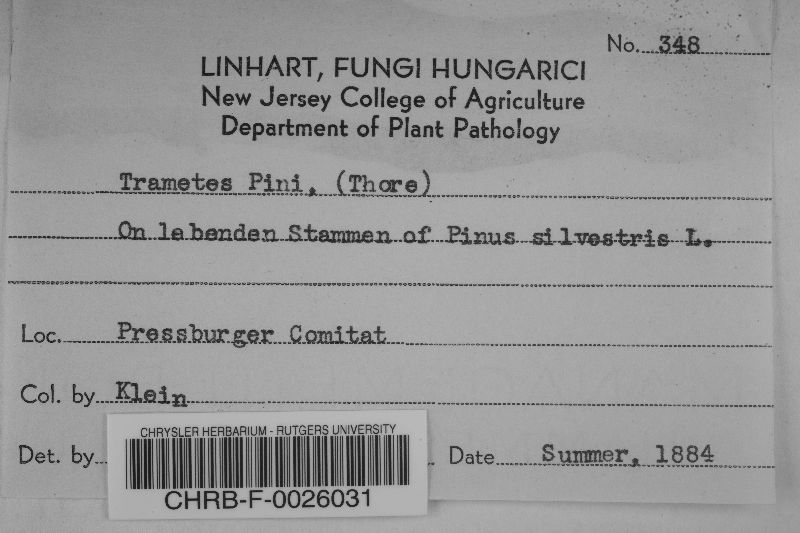 No. 348
LINHART, FUNGI HUNGARICI
New Jersey College of Agriculture
Department of Plant Pathology
Trametes Pini, (Thore)
On lebenden Stammen of Pinus silvestris L.
Loc. Pressburger Comitat
Col. by Klein
Det. by
Date Summer, 1884
CHRYSLER HERBARIUM - RUTGERS UNIVERSITY
CHRB-F-0026031